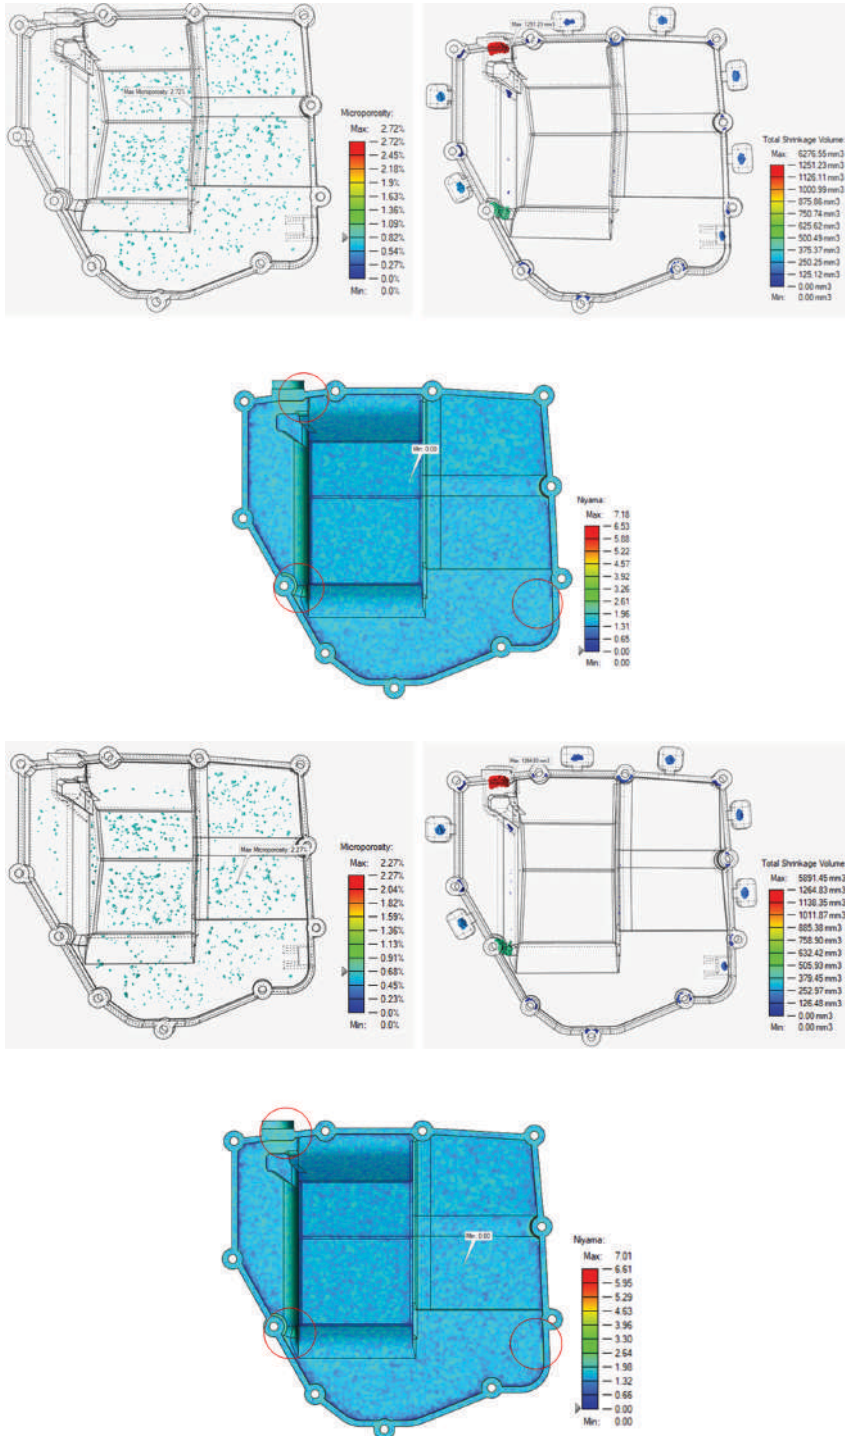 Max Microporosity: 2.72%
Microporosity:
Max: 2.72%
2.72%
2.45%
2.18%
1.9%
1.63%
1.36%
1.09%
0.82%
0.54%
0.27%
0.0%
Min: 0.0%
Max: 1251.23 mm3
Total Shrinkage Volume:
Max: 6276.55 mm3
1251.23 mm3
1126.11 mm3
1000.99 mm3
875.86 mm3
750.74 mm3
625.62 mm3
500.49 mm3
375.37 mm3
250.25 mm3
125.12 mm3
0.00 mm3
Min: 0.00 mm3
Min: 0.00
Niyama:
Max: 7.18
6.53
5.88
5.22
4.57
3.92
3.26
2.61
1.96
1.31
0.65
0.00
Min: 0.00
Max Microporosity: 2.27%
Microporosity:
Max: 2.27%
2.27%
2.04%
1.82%
1.59%
1.36%
1.13%
0.91%
0.68%
0.45%
0.23%
0.0%
Min: 0.0%
Max: 1264.83 mm3
Total Shrinkage Volume:
Max: 5891.45 mm3
1264.83 mm3
1138.35 mm3
1011.87 mm3
885.38 mm3
758.90 mm3
632.42 mm3
505.93 mm3
379.45 mm3
252.97 mm3
126.48 mm3
0.00 mm3
Min: 0.00 mm3
Min: 0.00
Niyama:
Max: 7.01
6.61
5.95
5.29
4.63
3.96
3.30
2.64
1.98
1.32
0.66
0.00
Min: 0.00